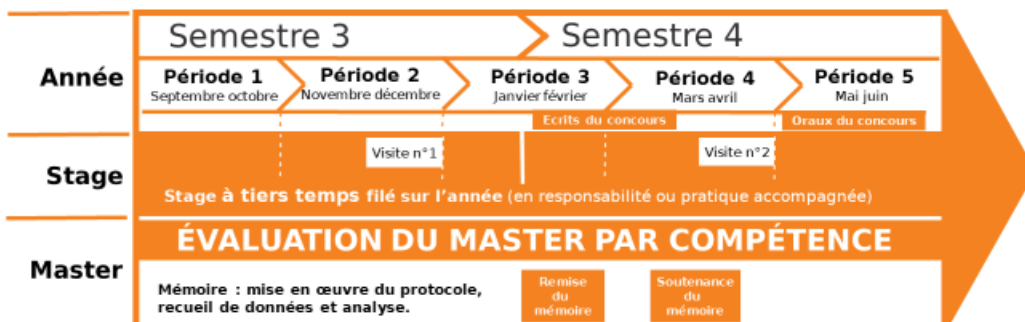 Semestre 3
Semestre 4
Année
Période 1
Septembre octobre
Période 2
Novembre décembre
Période 3
Janvier février
Période 4
Mars avril
Période 5
Mai juin
Ecrits du concours
Oraux du concours
Stage
Visite n°1
Visite n°2
Stage à tiers temps filé sur l'année (en responsabilité ou pratique accompagnée)
Master
ÉVALUATION DU MASTER PAR COMPÉTENCE
Mémoire : mise en œuvre du protocole,
recueil de données et analyse.
Remise
du
mémoire
Soutenance
du
mémoire